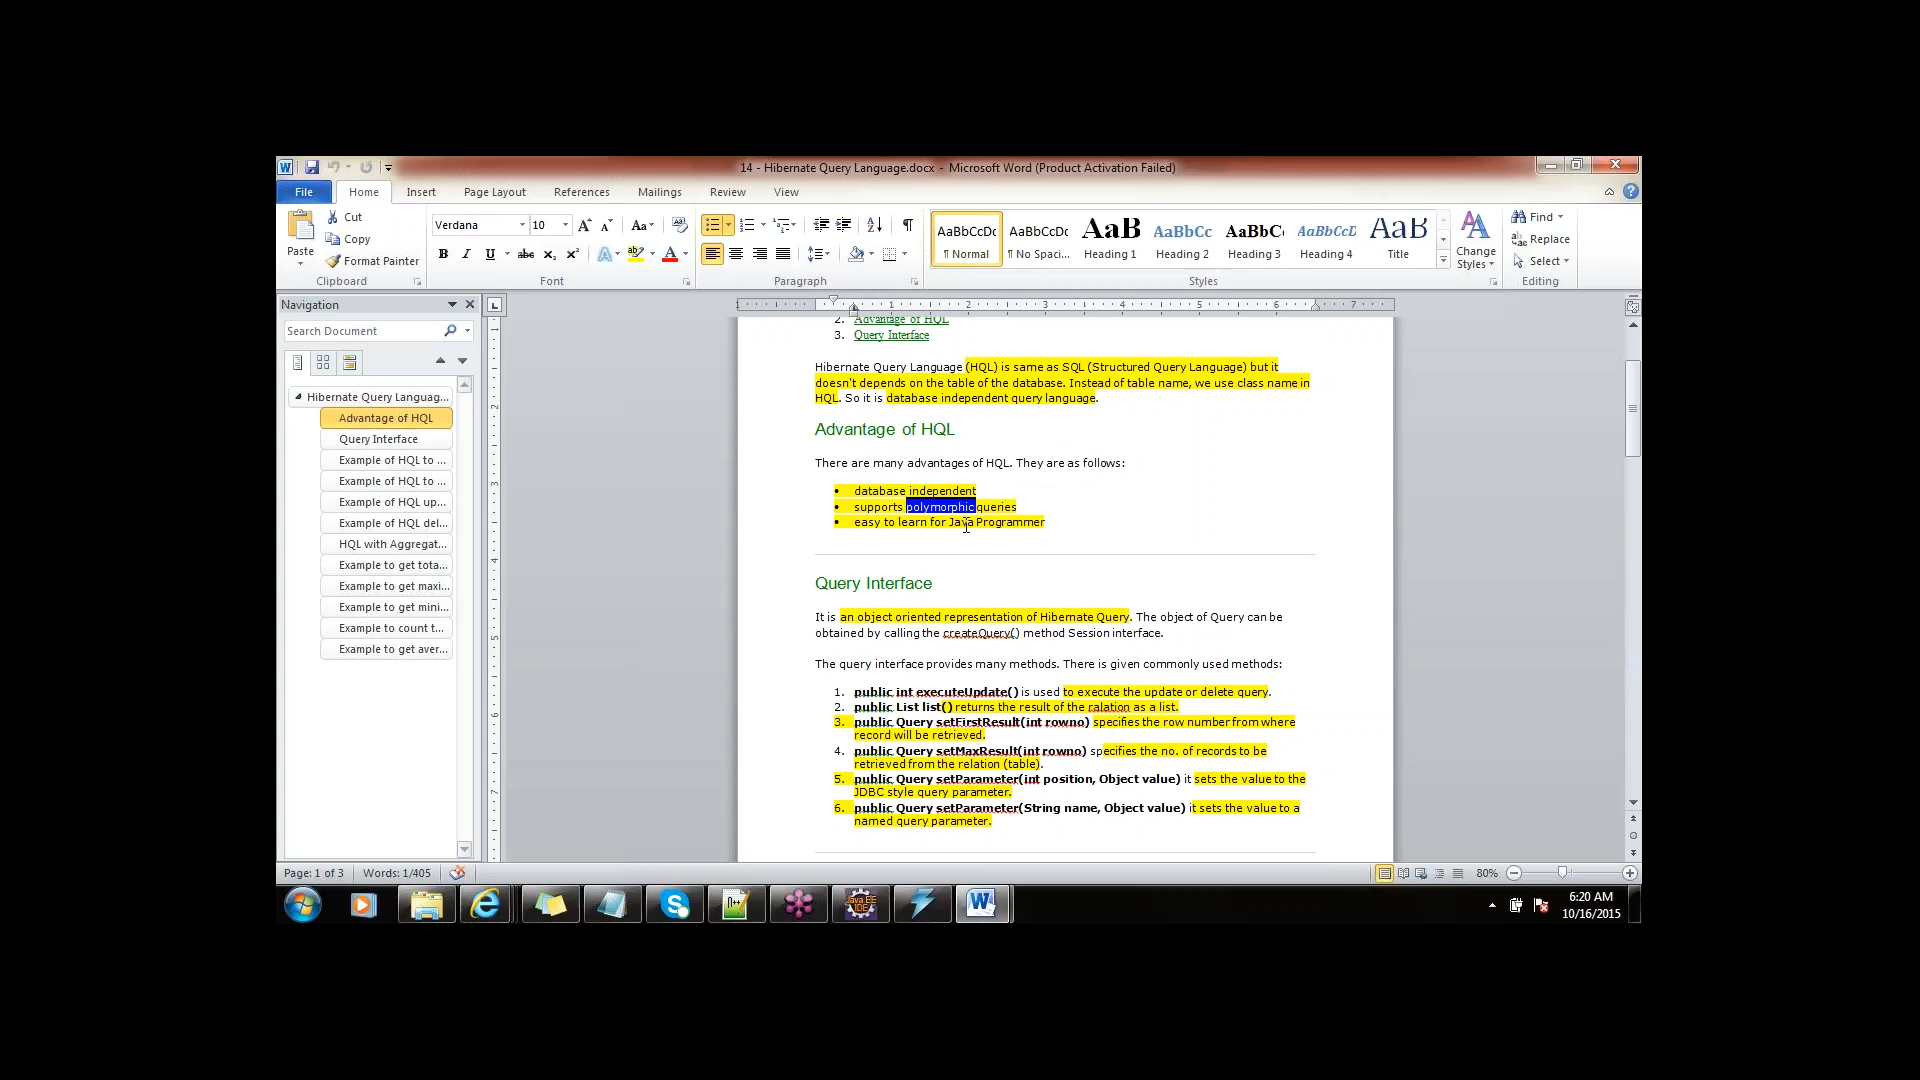 14 - Hibernate Query Language.docx - Microsoft Word (Product Activation Failed)
File Home Insert Page Layout References Mailings Review View
Paste
Cut
Copy
Format Painter
Clipboard
Verdana 10
Font
Paragraph
AaBbCcDc AaBbCcDc AaB AaBbCc AaBbCc AaBbCcD AaB
¶ Normal ¶ No Spaci... Heading 1 Heading 2 Heading 3 Heading 4 Title
Change Styles
Styles
Find
Replace
Select
Editing
Navigation
Search Document
Hibernate Query Languag...
Advantage of HQL
Query Interface
Example of HQL to ...
Example of HQL to ...
Example of HQL up...
Example of HQL del...
HQL with Aggregat...
Example to get tota...
Example to get maxi...
Example to get mini...
Example to count t...
Example to get aver...
2. Advantage of HQL
3. Query Interface
Hibernate Query Language (HQL) is same as SQL (Structured Query Language) but it
doesn't depends on the table of the database. Instead of table name, we use class name in
HQL. So it is database independent query language.
Advantage of HQL
There are many advantages of HQL. They are as follows:
• database independent
• supports polymorphic queries
• easy to learn for Java Programmer
Query Interface
It is an object oriented representation of Hibernate Query. The object of Query can be
obtained by calling the createQuery() method Session interface.
The query interface provides many methods. There is given commonly used methods:
1. public int executeUpdate() is used to execute the update or delete query.
2. public List list() returns the result of the ralation as a list.
3. public Query setFirstResult(int rowno) specifies the row number from where
record will be retrieved.
4. public Query setMaxResult(int rowno) specifies the no. of records to be
retrieved from the relation (table).
5. public Query setParameter(int position, Object value) it sets the value to the
JDBC style query parameter.
6. public Query setParameter(String name, Object value) it sets the value to a
named query parameter.
Page: 1 of 3 Words: 1/405 80%
Java EE
IDE
6:20 AM
10/16/2015